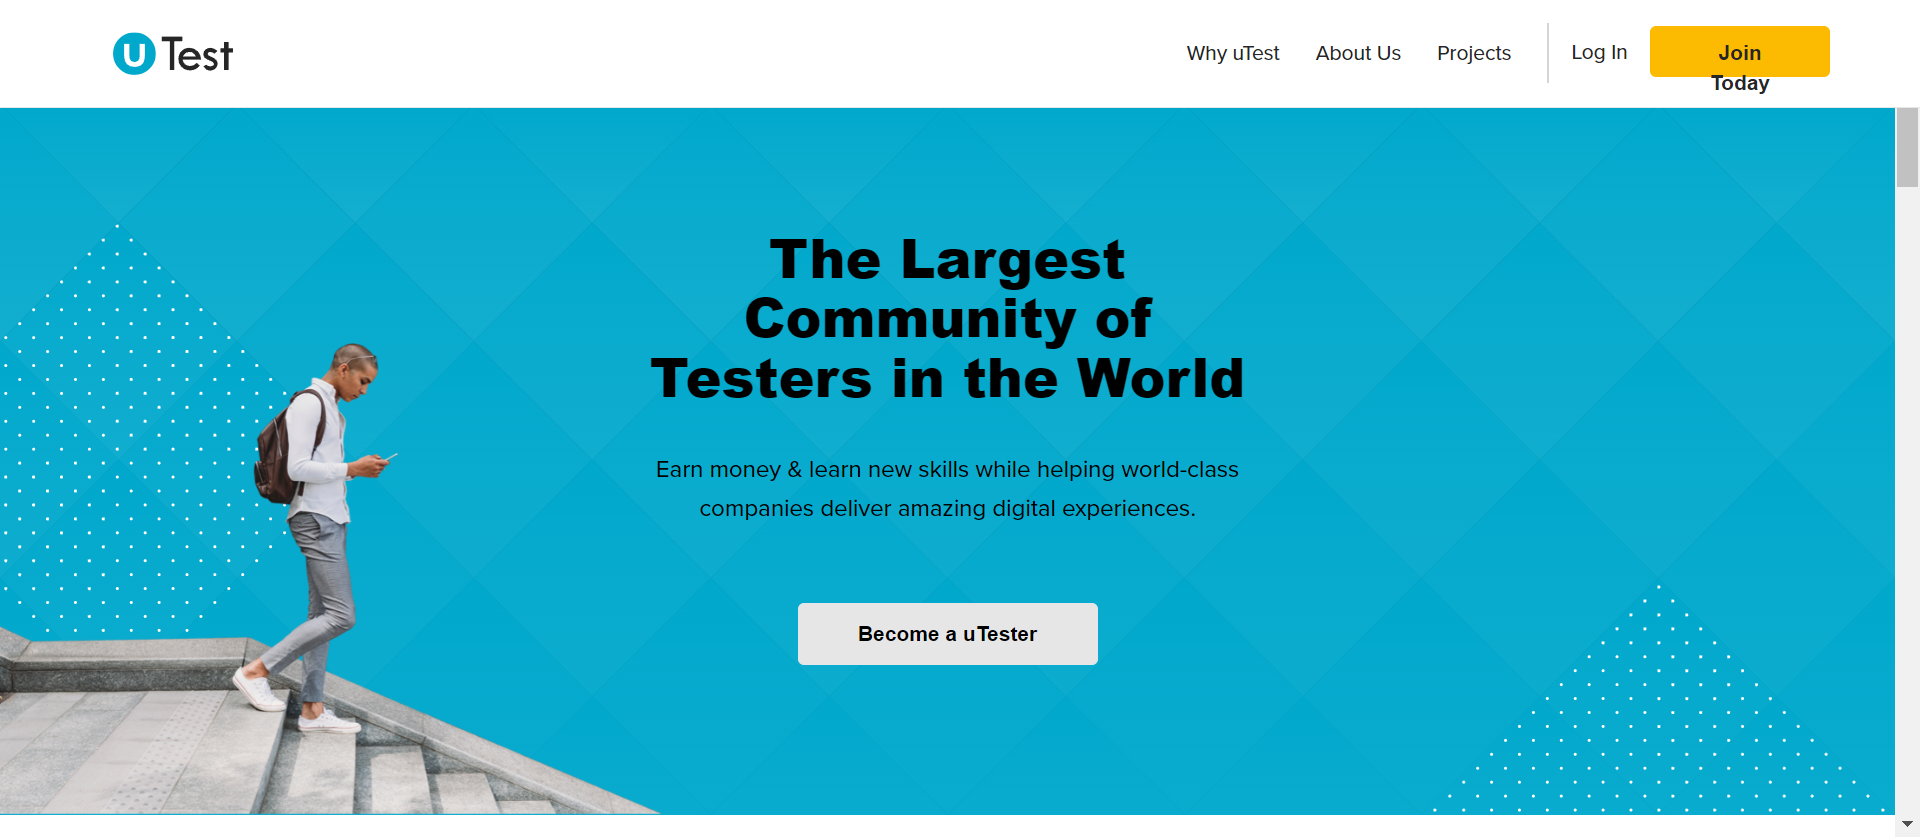 uTest
Why uTest
About Us
Projects
Log In
Join
Today
The Largest
Community of
Testers in the World
Earn money & learn new skills while helping world-class
companies deliver amazing digital experiences.
Become a uTester